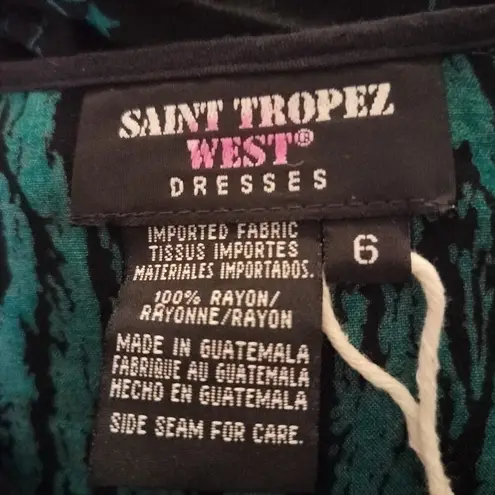 SAINT TROPEZ
WEST®
DRESSES
6
IMPORTED FABRIC
TISSUS IMPORTES
MATERIALES IMPORTADOS.
100% RAYON/
RAYONNE/RAYON
MADE IN GUATEMALA
FABRIQUE AU GUATEMALA
HECHO EN GUATEMALA
SIDE SEAM FOR CARE.